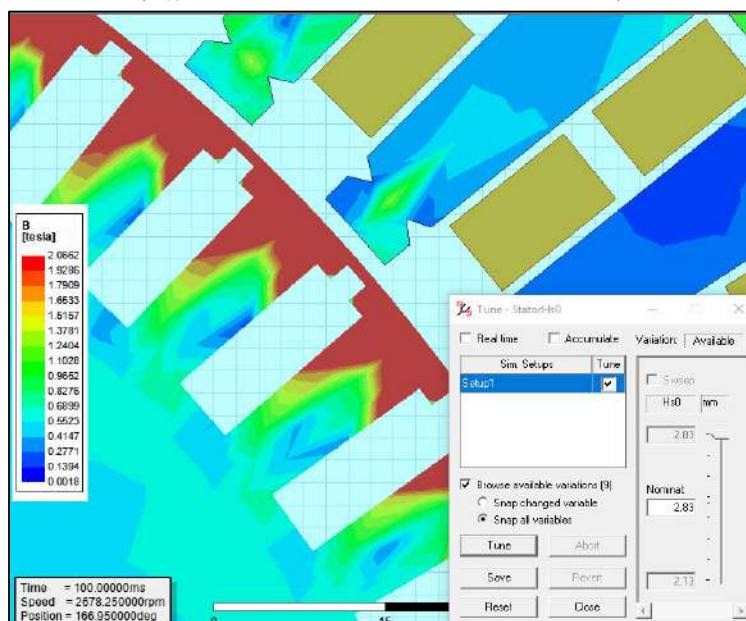 B
[tesla]
2.0662
1.9286
1.7909
1.6533
1.5157
1.3781
1.2404
1.1028
0.9652
0.8276
0.6899
0.5523
0.4147
0.2771
0.1394
0.0018
Time = 100.00000ms
Speed = 2678.250000rpm
Position = 166.950000deg
0
15
Tune - StatorHs0
Real time
Accumulate
Variation: Available
Sim. Setups Tune
Setup1
Browse available variations [9]
Snap changed variable
Snap all variables
Tune
Abort
Save
Revert
Reset
Close
Sweep
Hs0 mm
2.83
Nominal:
2.83
2.13